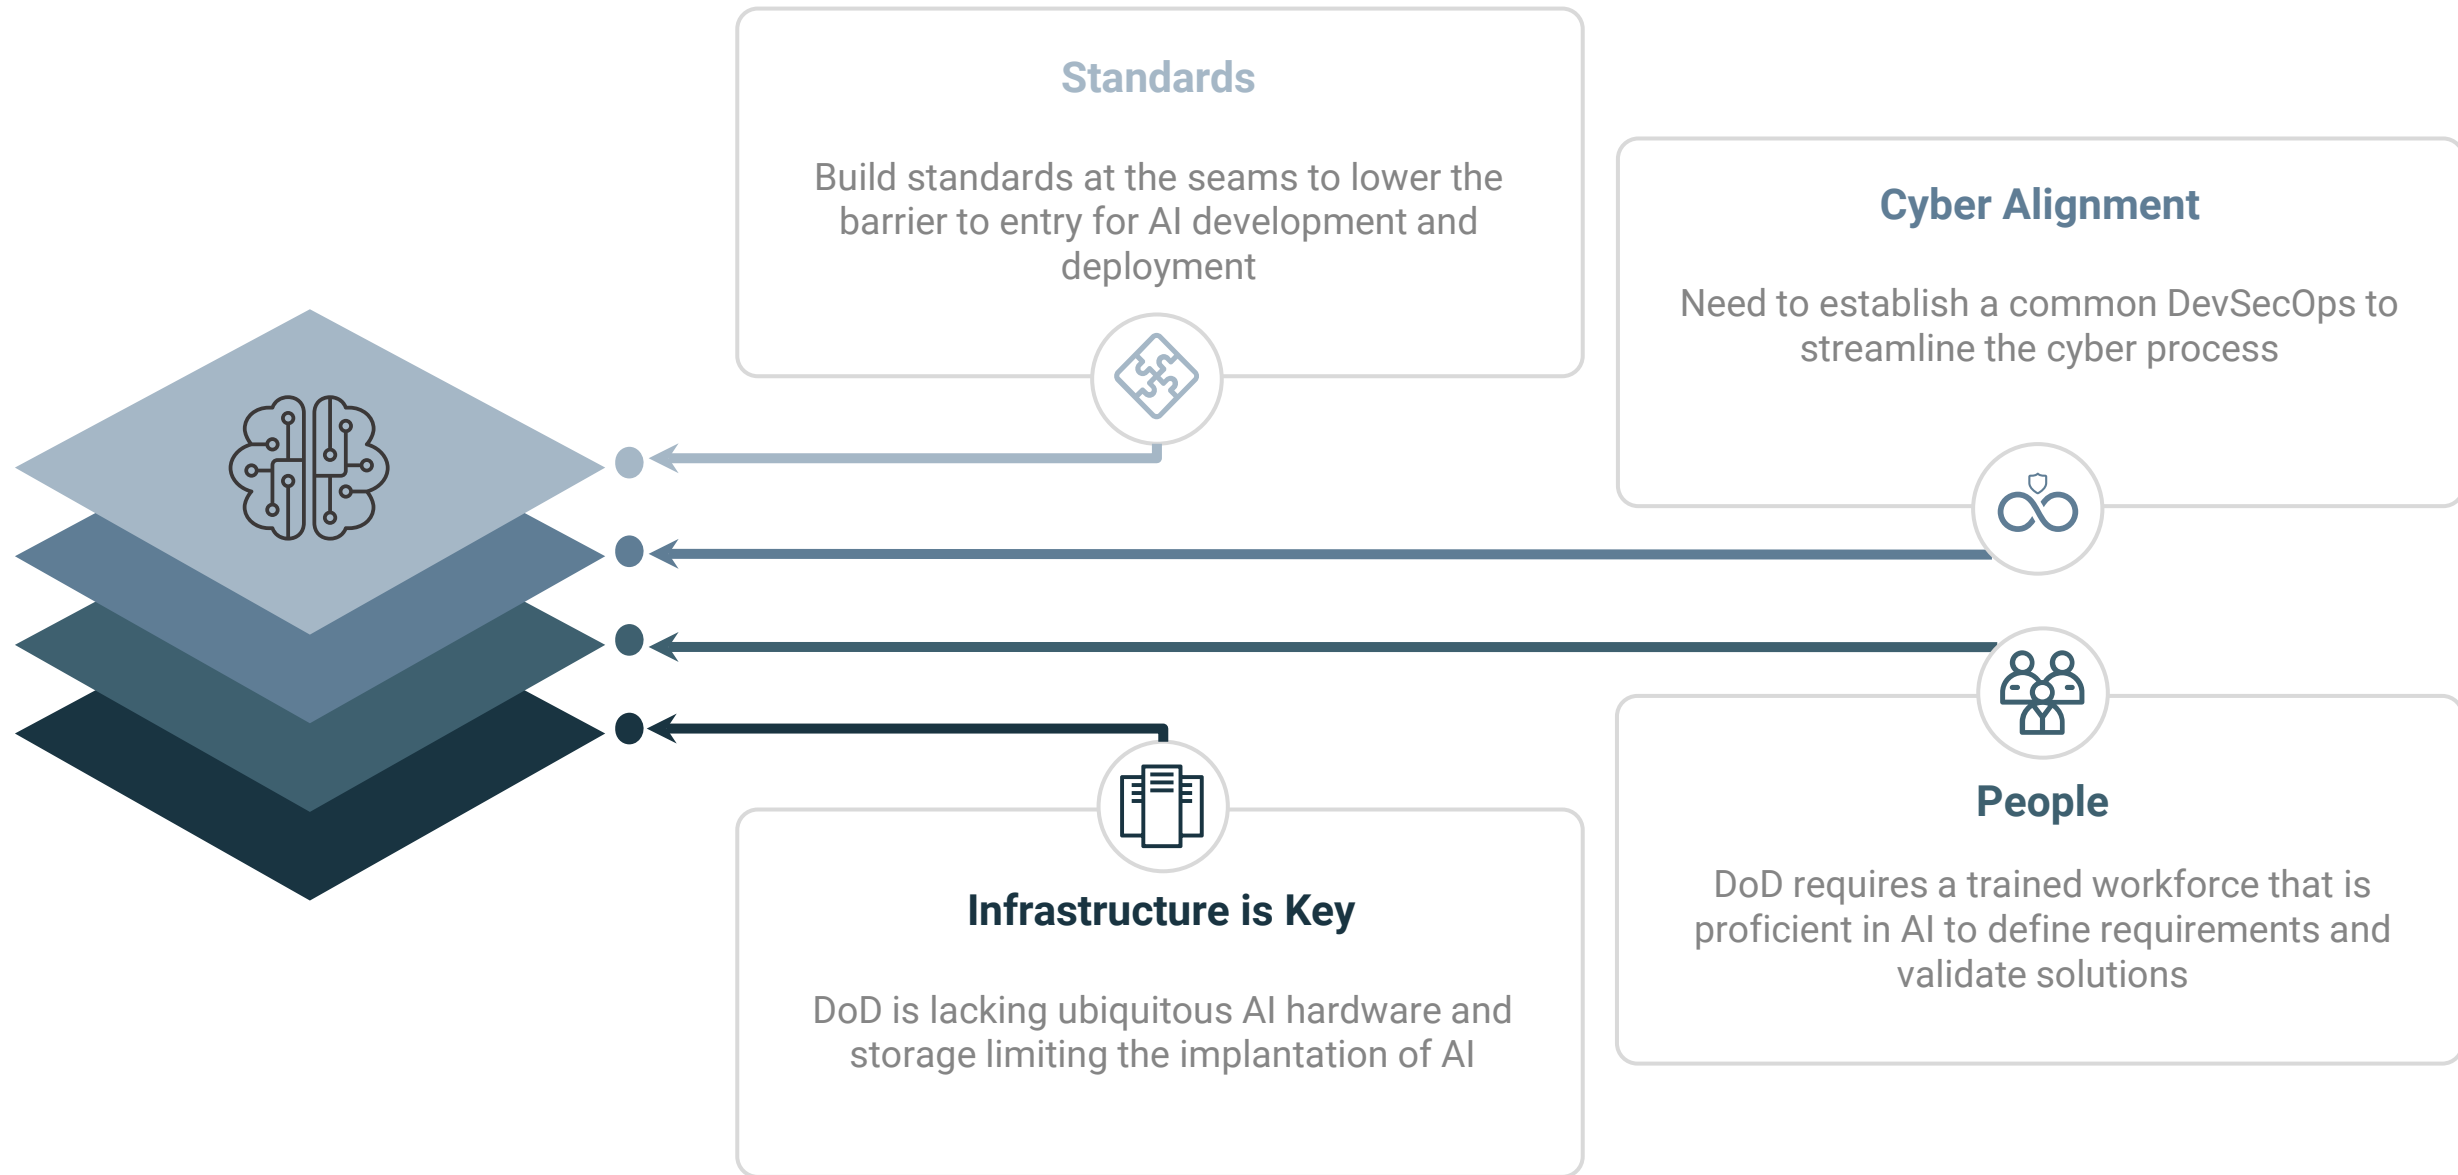 Standards
Build standards at the seams to lower the
barrier to entry for AI development and
deployment
Cyber Alignment
Need to establish a common DevSecOps to
streamline the cyber process
People
DoD requires a trained workforce that is
proficient in AI to define requirements and
validate solutions
Infrastructure is Key
DoD is lacking ubiquitous AI hardware and
storage limiting the implantation of AI